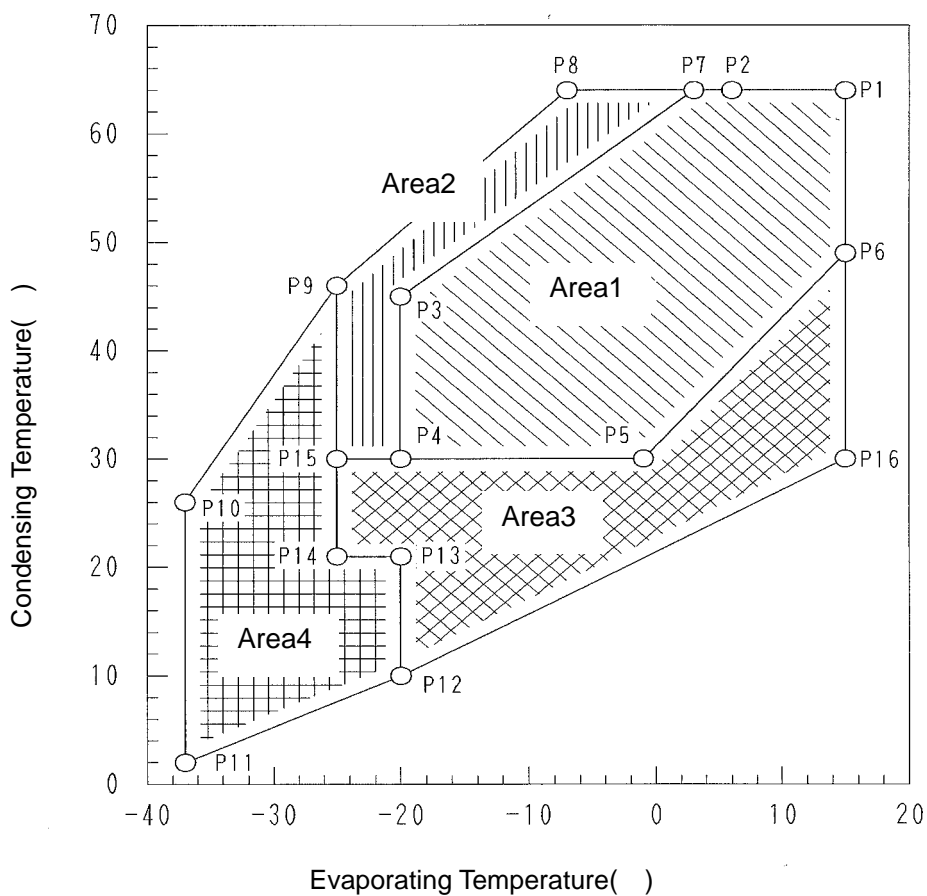 70
60
50
40
30
20
10
0
-40 -30 -20 -10 0 10 20
Condensing Temperature( )
Evaporating Temperature( )
P8 P7 P2 P1
Area2
P6
P9 P3 Area1
P15 P4 P5 P16
P10 Area3
P14 P13
Area4
P12
P11